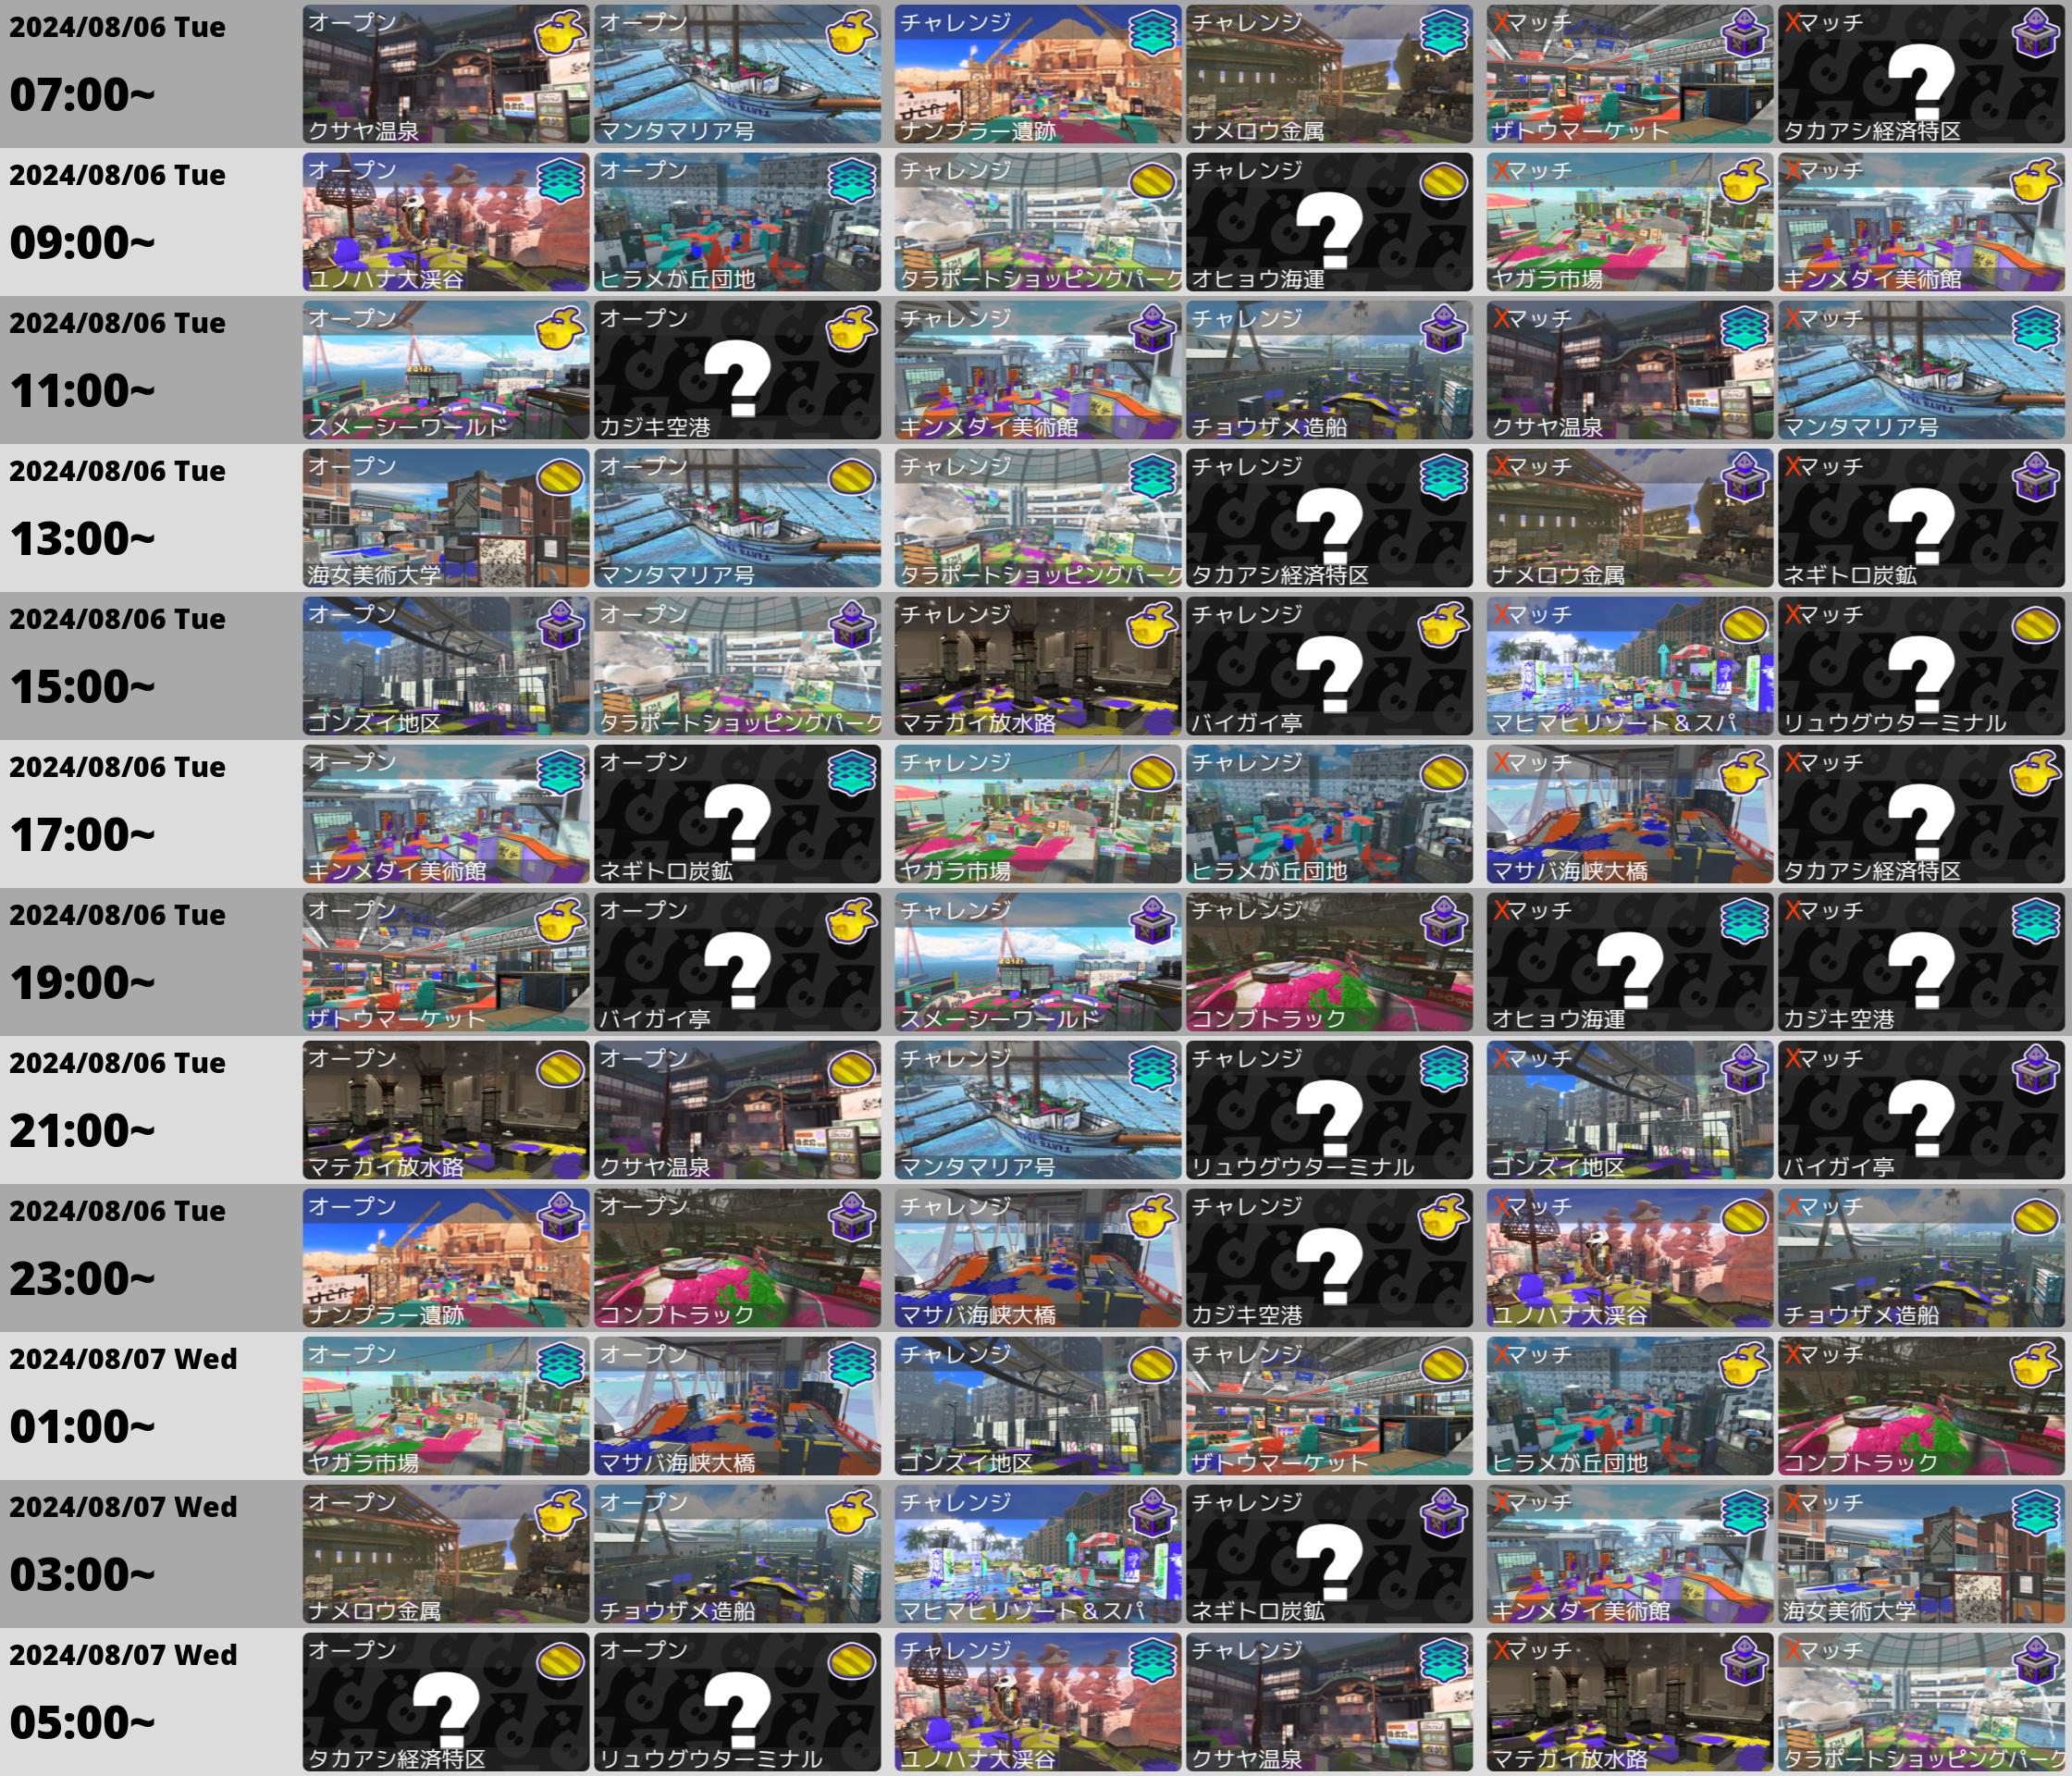 2024/08/06 Tue
07:00~
オープン
クサヤ温泉
オープン
マンタマリア号
チャレンジ
ナンプラー遺跡
チャレンジ
ナメロウ金属
Xマッチ
ザトウマーケット
Xマッチ
?
タカアシ経済特区
2024/08/06 Tue
09:00~
オープン
ユノハナ大渓谷
オープン
ヒラメが丘団地
チャレンジ
タラポートショッピングパーク
チャレンジ
?
オヒョウ海運
Xマッチ
ヤガラ市場
Xマッチ
キンメダイ美術館
2024/08/06 Tue
11:00~
オープン
スメーシーワールド
オープン
?
カジキ空港
チャレンジ
キンメダイ美術館
チャレンジ
チョウザメ造船
Xマッチ
クサヤ温泉
Xマッチ
マンタマリア号
2024/08/06 Tue
13:00~
オープン
海女美術大学
オープン
マンタマリア号
チャレンジ
タラポートショッピングパーク
チャレンジ
?
タカアシ経済特区
Xマッチ
ナメロウ金属
Xマッチ
?
ネギトロ炭鉱
2024/08/06 Tue
15:00~
オープン
ゴンズイ地区
オープン
タラポートショッピングパーク
チャレンジ
マテガイ放水路
チャレンジ
?
バイガイ亭
Xマッチ
マヒマヒリゾート＆スパ
Xマッチ
?
リュウグウターミナル
2024/08/06 Tue
17:00~
オープン
キンメダイ美術館
オープン
?
ネギトロ炭鉱
チャレンジ
ヤガラ市場
チャレンジ
ヒラメが丘団地
Xマッチ
マサバ海峡大橋
Xマッチ
?
タカアシ経済特区
2024/08/06 Tue
19:00~
オープン
ザトウマーケット
オープン
?
バイガイ亭
チャレンジ
スメーシーワールド
チャレンジ
コンブトラック
Xマッチ
?
オヒョウ海運
Xマッチ
?
カジキ空港
2024/08/06 Tue
21:00~
オープン
マテガイ放水路
オープン
クサヤ温泉
チャレンジ
マンタマリア号
チャレンジ
?
リュウグウターミナル
Xマッチ
ゴンズイ地区
Xマッチ
?
バイガイ亭
2024/08/06 Tue
23:00~
オープン
ナンプラー遺跡
オープン
コンブトラック
チャレンジ
マサバ海峡大橋
チャレンジ
?
カジキ空港
Xマッチ
ユノハナ大渓谷
Xマッチ
チョウザメ造船
2024/08/07 Wed
01:00~
オープン
ヤガラ市場
オープン
マサバ海峡大橋
チャレンジ
ゴンズイ地区
チャレンジ
ザトウマーケット
Xマッチ
ヒラメが丘団地
Xマッチ
コンブトラック
2024/08/07 Wed
03:00~
オープン
ナメロウ金属
オープン
チョウザメ造船
チャレンジ
マヒマヒリゾート＆スパ
チャレンジ
?
ネギトロ炭鉱
Xマッチ
キンメダイ美術館
Xマッチ
海女美術大学
2024/08/07 Wed
05:00~
オープン
?
タカアシ経済特区
オープン
?
リュウグウターミナル
チャレンジ
ユノハナ大渓谷
チャレンジ
クサヤ温泉
Xマッチ
マテガイ放水路
Xマッチ
タラポートショッピングパーク